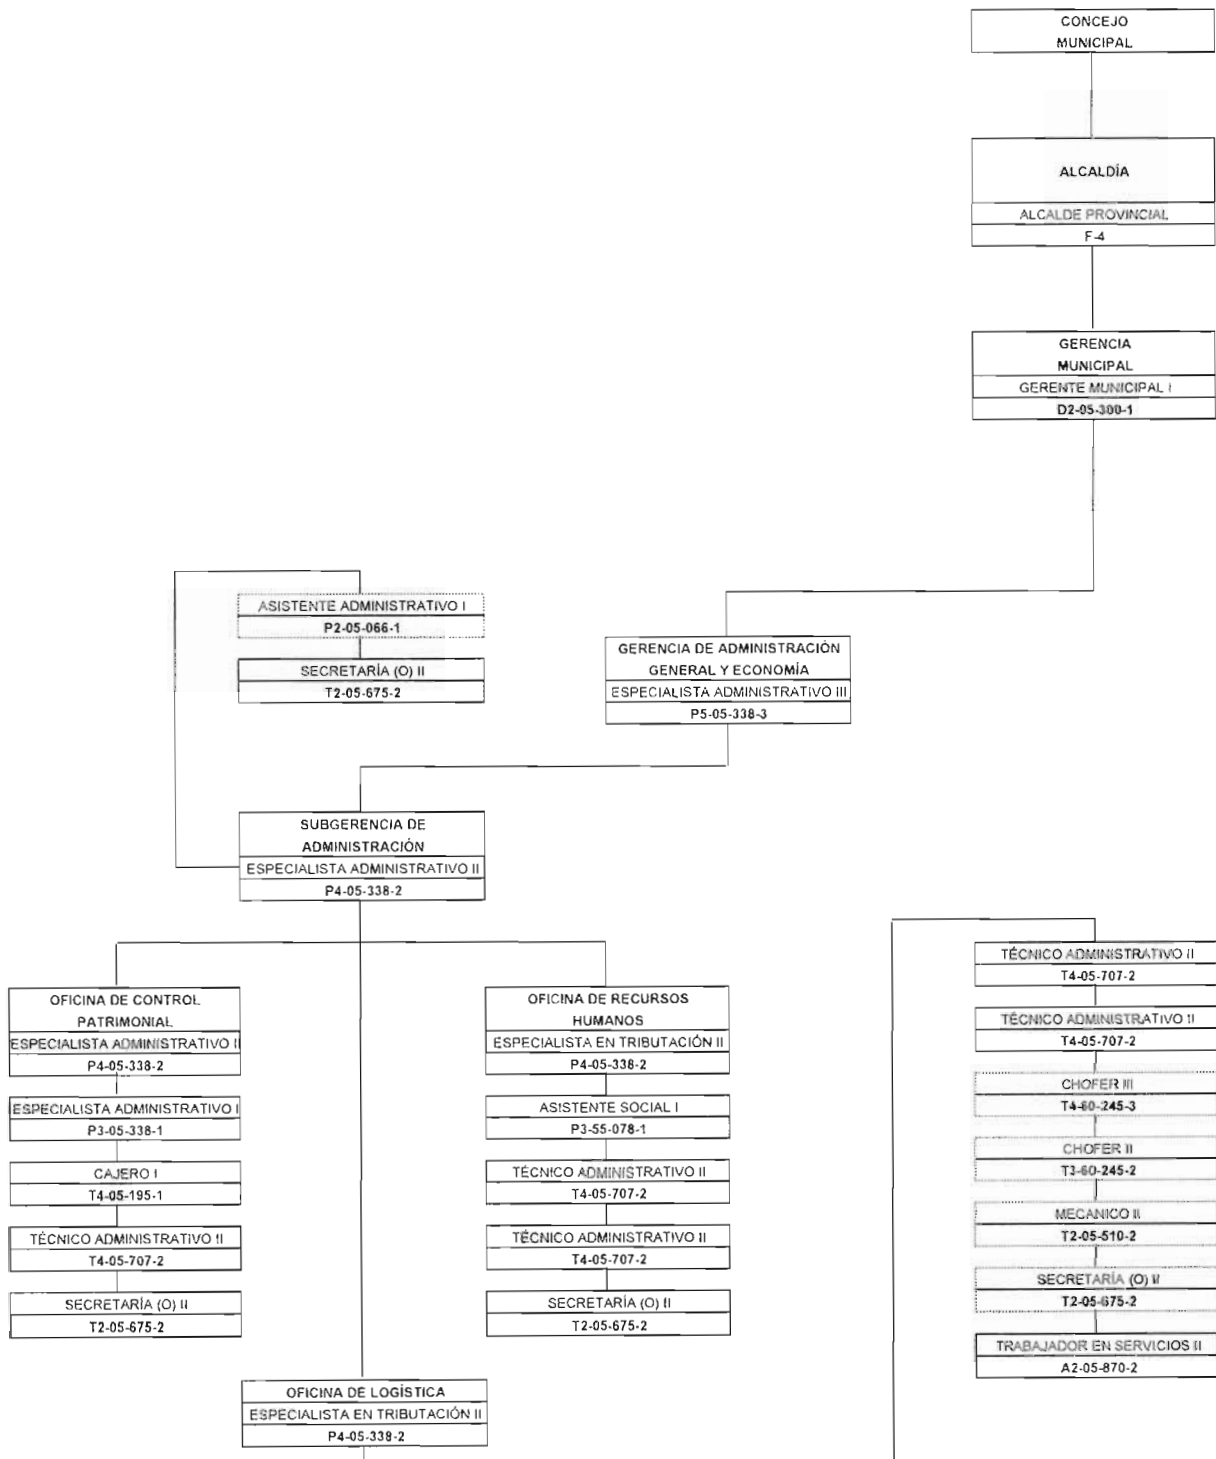 CONCEJO
MUNICIPAL
ALCALDÍA
ALCALDE PROVINCIAL
F-4
GERENCIA
MUNICIPAL
GERENTE MUNICIPAL I
D2-05-300-1
ASISTENTE ADMINISTRATIVO I
P2-05-066-1
SECRETARÍA (O) II
T2-05-675-2
GERENCIA DE ADMINISTRACIÓN
GENERAL Y ECONOMÍA
ESPECIALISTA ADMINISTRATIVO III
P5-05-338-3
SUBGERENCIA DE
ADMINISTRACIÓN
ESPECIALISTA ADMINISTRATIVO II
P4-05-338-2
OFICINA DE CONTROL
PATRIMONIAL
ESPECIALISTA ADMINISTRATIVO II
P4-05-338-2
ESPECIALISTA ADMINISTRATIVO I
P3-05-338-1
CAJERO I
T4-05-195-1
TÉCNICO ADMINISTRATIVO II
T4-05-707-2
SECRETARÍA (O) II
T2-05-675-2
OFICINA DE RECURSOS
HUMANOS
ESPECIALISTA EN TRIBUTACIÓN II
P4-05-338-2
ASISTENTE SOCIAL I
P3-55-078-1
TÉCNICO ADMINISTRATIVO II
T4-05-707-2
TÉCNICO ADMINISTRATIVO II
T4-05-707-2
SECRETARÍA (O) II
T2-05-675-2
OFICINA DE LOGÍSTICA
ESPECIALISTA EN TRIBUTACIÓN II
P4-05-338-2
TÉCNICO ADMINISTRATIVO II
T4-05-707-2
TÉCNICO ADMINISTRATIVO II
T4-05-707-2
CHOFER III
T4-60-245-3
CHOFER II
T3-60-245-2
MECANICO II
T2-05-510-2
SECRETARÍA (O) II
T2-05-675-2
TRABAJADOR EN SERVICIOS II
A2-05-870-2